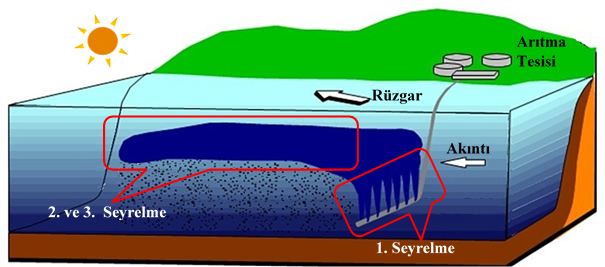 Arıtma
Tesisi
Rüzgar
Akıntı
2. ve 3. Seyrelme
1. Seyrelme